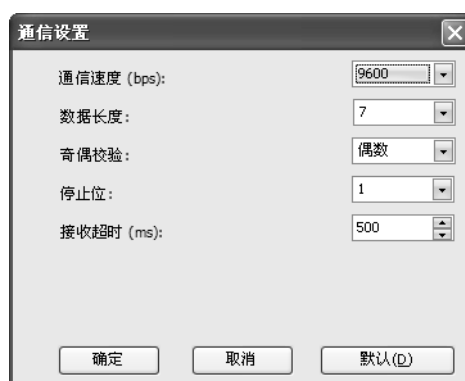 通信设置
通信速度 (bps): 9600
数据长度: 7
奇偶校验: 偶数
停止位: 1
接收超时 (ms): 500
确定 取消 默认(D)